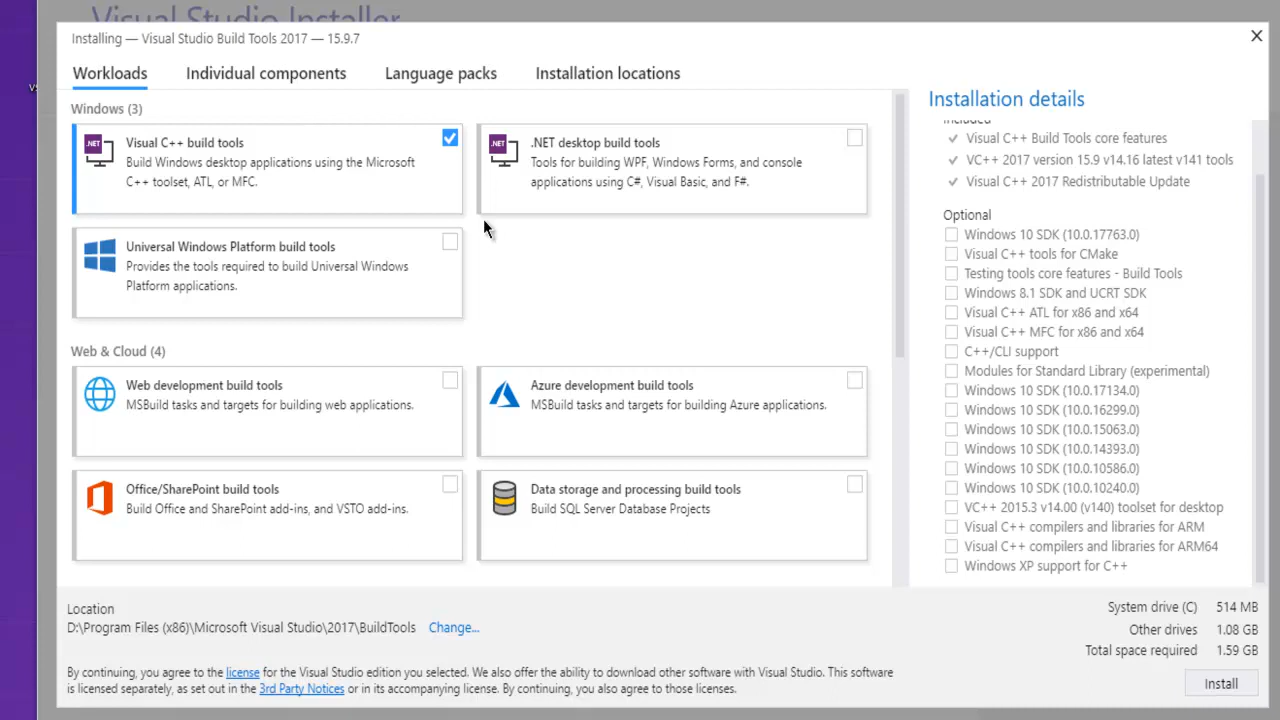 Visual Studio Installer
Installing — Visual Studio Build Tools 2017 — 15.9.7
Workloads
Individual components
Language packs
Installation locations
Windows (3)
.NET
Visual C++ build tools
Build Windows desktop applications using the Microsoft
C++ toolset, ATL, or MFC.
.NET
.NET desktop build tools
Tools for building WPF, Windows Forms, and console
applications using C#, Visual Basic, and F#.
Universal Windows Platform build tools
Provides the tools required to build Universal Windows
Platform applications.
Web & Cloud (4)
Web development build tools
MSBuild tasks and targets for building web applications.
Azure development build tools
MSBuild tasks and targets for building Azure applications.
Office/SharePoint build tools
Build Office and SharePoint add-ins, and VSTO add-ins.
Data storage and processing build tools
Build SQL Server Database Projects
Installation details
Included
Visual C++ Build Tools core features
VC++ 2017 version 15.9 v14.16 latest v141 tools
Visual C++ 2017 Redistributable Update
Optional
Windows 10 SDK (10.0.17763.0)
Visual C++ tools for CMake
Testing tools core features - Build Tools
Windows 8.1 SDK and UCRT SDK
Visual C++ ATL for x86 and x64
Visual C++ MFC for x86 and x64
C++/CLI support
Modules for Standard Library (experimental)
Windows 10 SDK (10.0.17134.0)
Windows 10 SDK (10.0.16299.0)
Windows 10 SDK (10.0.15063.0)
Windows 10 SDK (10.0.14393.0)
Windows 10 SDK (10.0.10586.0)
Windows 10 SDK (10.0.10240.0)
VC++ 2015.3 v14.00 (v140) toolset for desktop
Visual C++ compilers and libraries for ARM
Visual C++ compilers and libraries for ARM64
Windows XP support for C++
Location
D:\Program Files (x86)\Microsoft Visual Studio\2017\BuildTools Change...
By continuing, you agree to the license for the Visual Studio edition you selected. We also offer the ability to download other software with Visual Studio. This software
is licensed separately, as set out in the 3rd Party Notices or in its accompanying license. By continuing, you also agree to those licenses.
System drive (C) 514 MB
Other drives 1.08 GB
Total space required 1.59 GB
Install